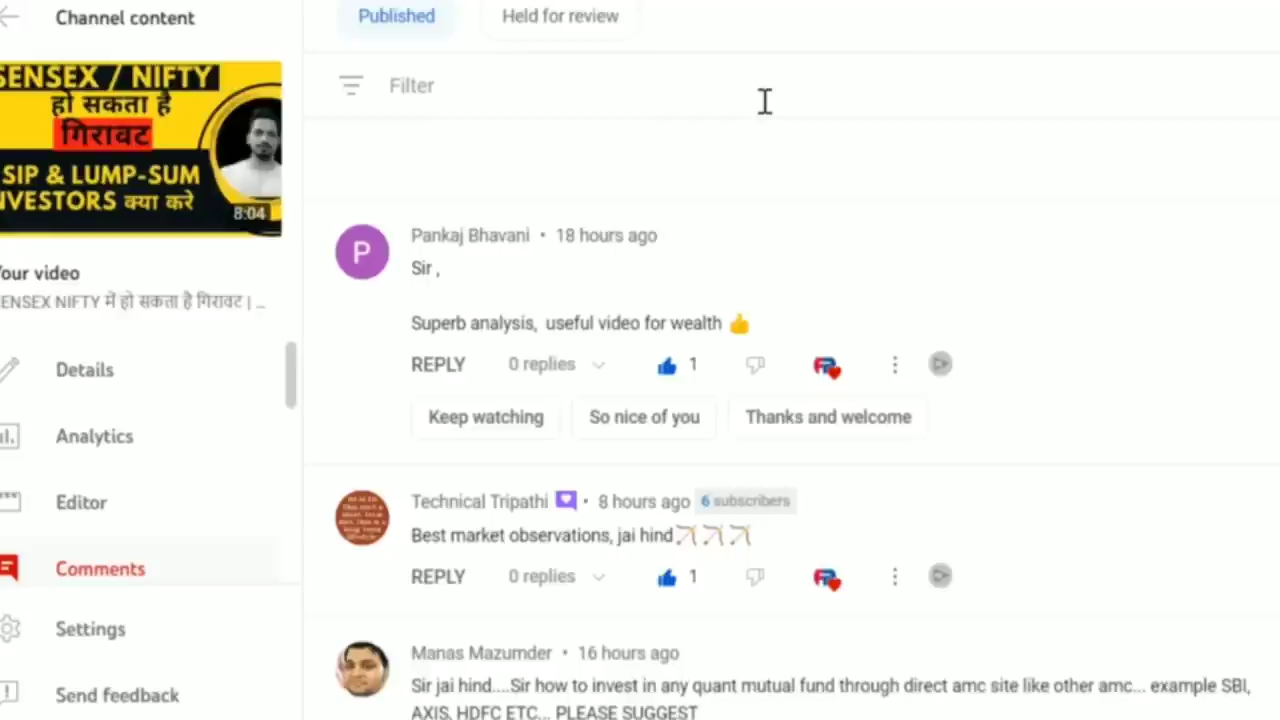 Channel content
Published
Held for review
SENSEX / NIFTY
हो सकता है
गिरावट
SIP & LUMP-SUM
INVESTORS क्या करे
8:04
Filter
Your video
SENSEX NIFTY में हो सकता है गिरावट | ...
Details
Analytics
Editor
Comments
Settings
Send feedback
P
Pankaj Bhavani • 18 hours ago
Sir ,
Superb analysis, useful video for wealth 👍
REPLY 0 replies 1
Keep watching
So nice of you
Thanks and welcome
Technical Tripathi • 8 hours ago 6 subscribers
Best market observations, jai hind🏹🏹🏹
REPLY 0 replies 1
Manas Mazumder • 16 hours ago
Sir jai hind....Sir how to invest in any quant mutual fund through direct amc site like other amc... example SBI,
AXIS, HDFC ETC... PLEASE SUGGEST